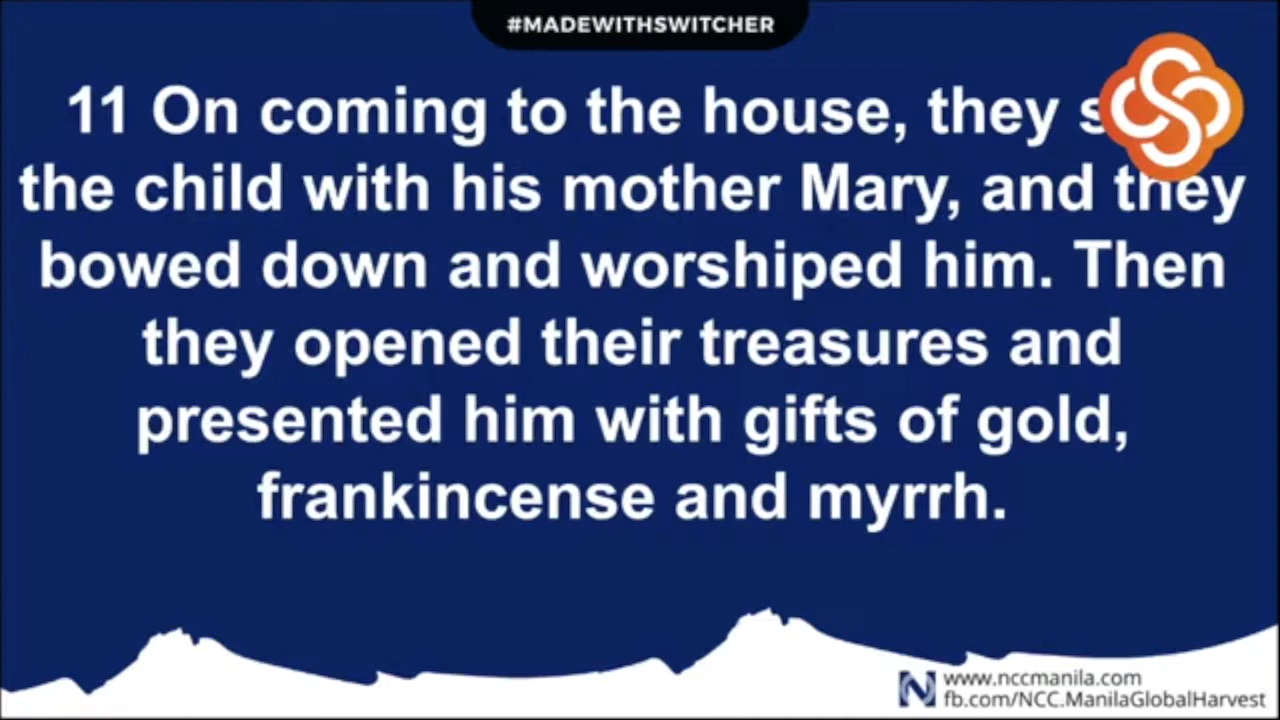 #MADEWITHSWITCHER
11 On coming to the house, they
the child with his mother Mary, and they
bowed down and worshiped him. Then
they opened their treasures and
presented him with gifts of gold,
frankincense and myrrh.
www.nccmanila.com
fb.com/NCC.ManilaGlobalHarvest